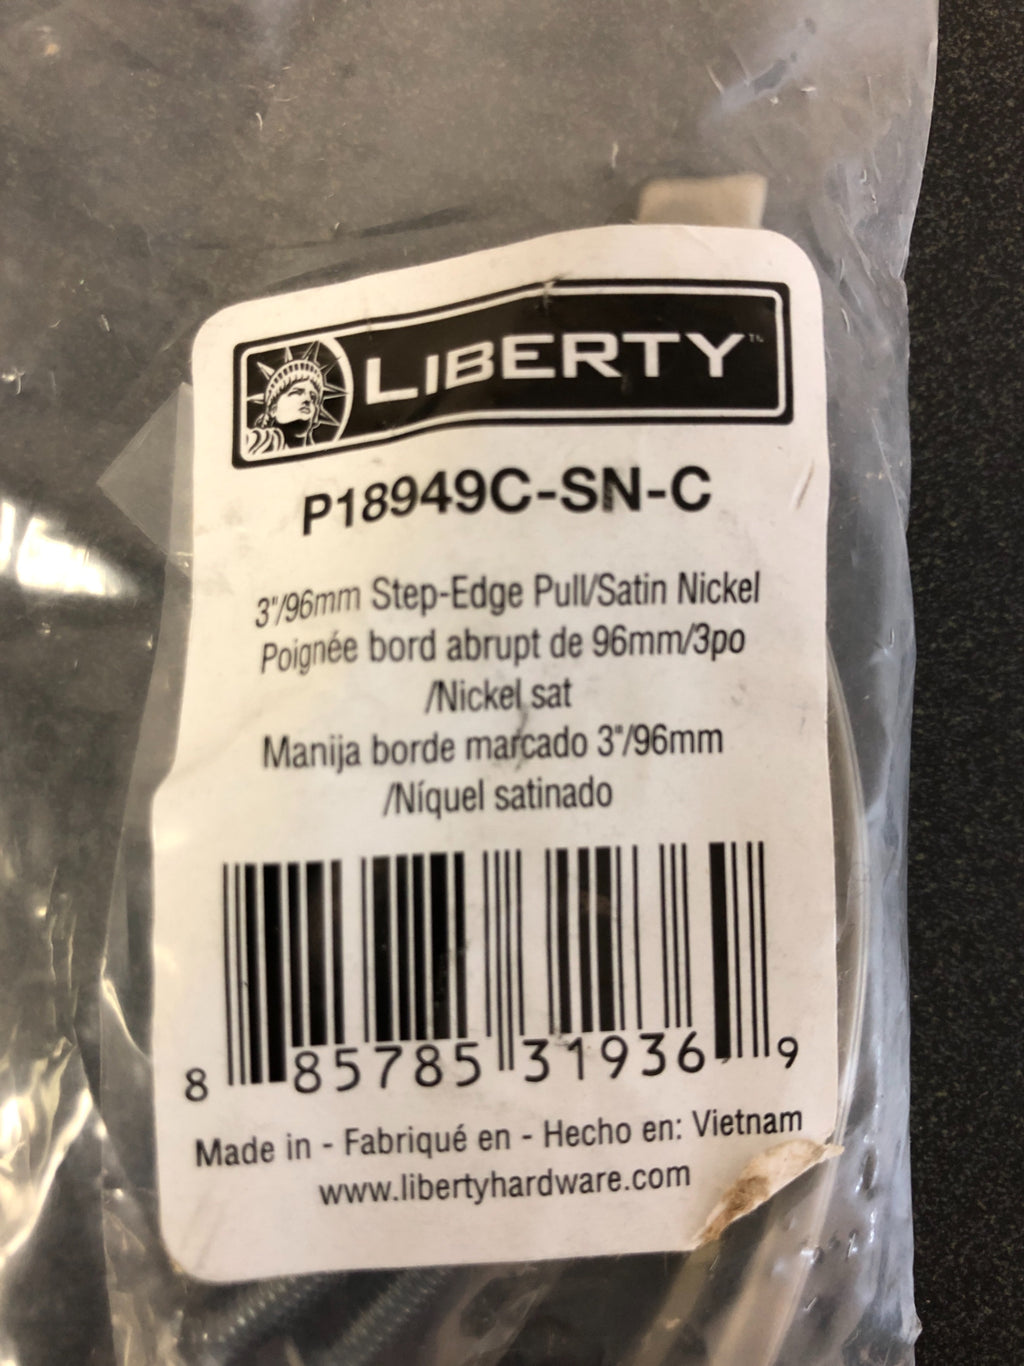 LIBERTY™
P18949C-SN-C
3"/96mm Step-Edge Pull/Satin Nickel
Poignée bord abrupt de 96mm/3po
/Nickel sat
Manija borde marcado 3"/96mm
/Níquel satinado
8 85785 31936 9
Made in - Fabriqué en - Hecho en: Vietnam
www.libertyhardware.com